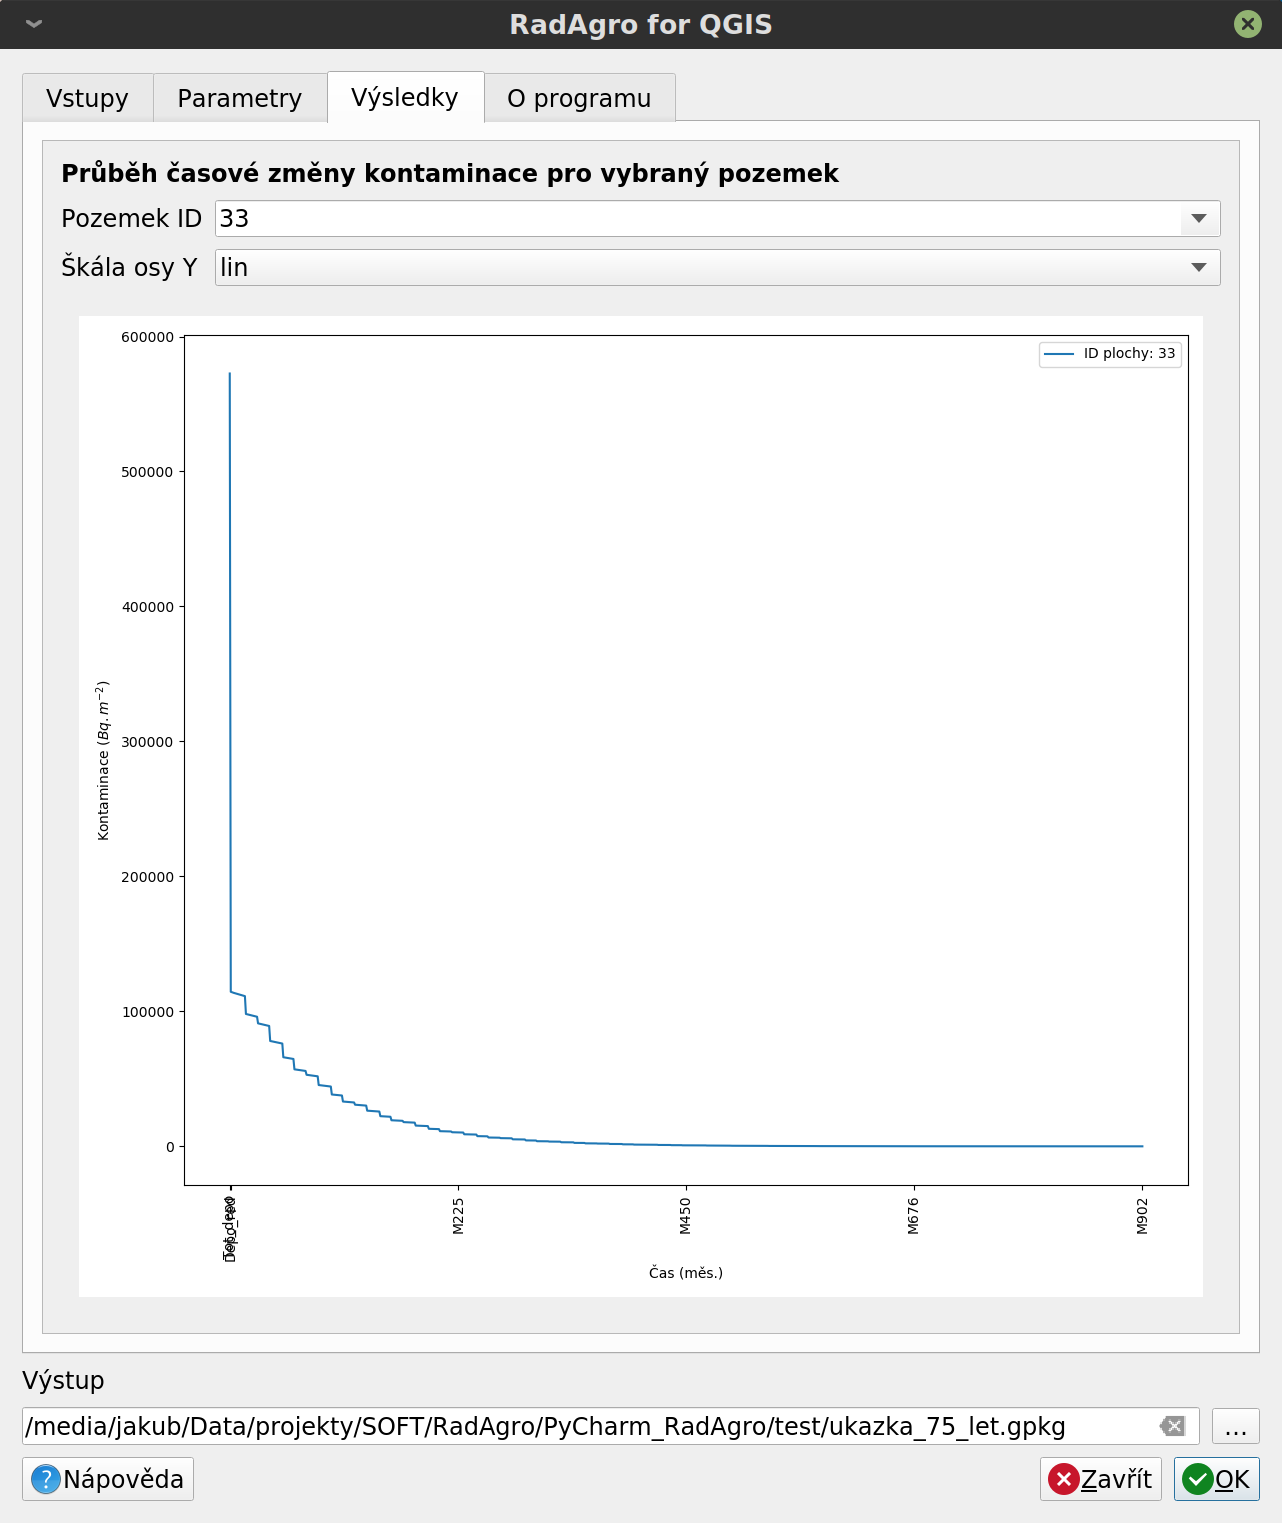 RadAgro for QGIS
Vstupy Parametry Výsledky O programu
Průběh časové změny kontaminace pro vybraný pozemek
Pozemek ID 33
Škála osy Y lin
ID plochy: 33
600000
500000
400000
300000
200000
100000
0
Kontaminace (Bq.m⁻²)
M225 M450 M676 M902
Čas (měs.)
Výstup
/media/jakub/Data/projekty/SOFT/RadAgro/PyCharm_RadAgro/test/ukazka_75_let.gpkg ...
Nápověda Zavřít OK